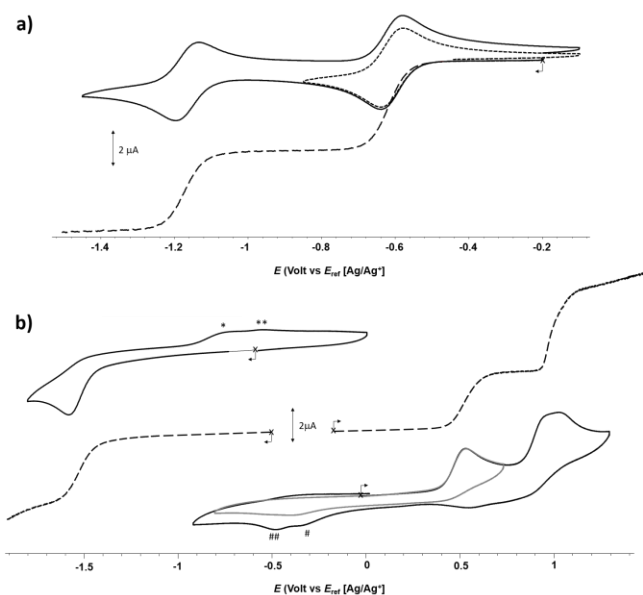 a)
2 µA
-1.4 -1.2 -1 -0.8 -0.6 -0.4 -0.2
E (Volt vs Eref [Ag/Ag+]
b)
* **
2µA
## #
-1.5 -1 -0.5 0 0.5 1
E (Volt vs Eref [Ag/Ag+]